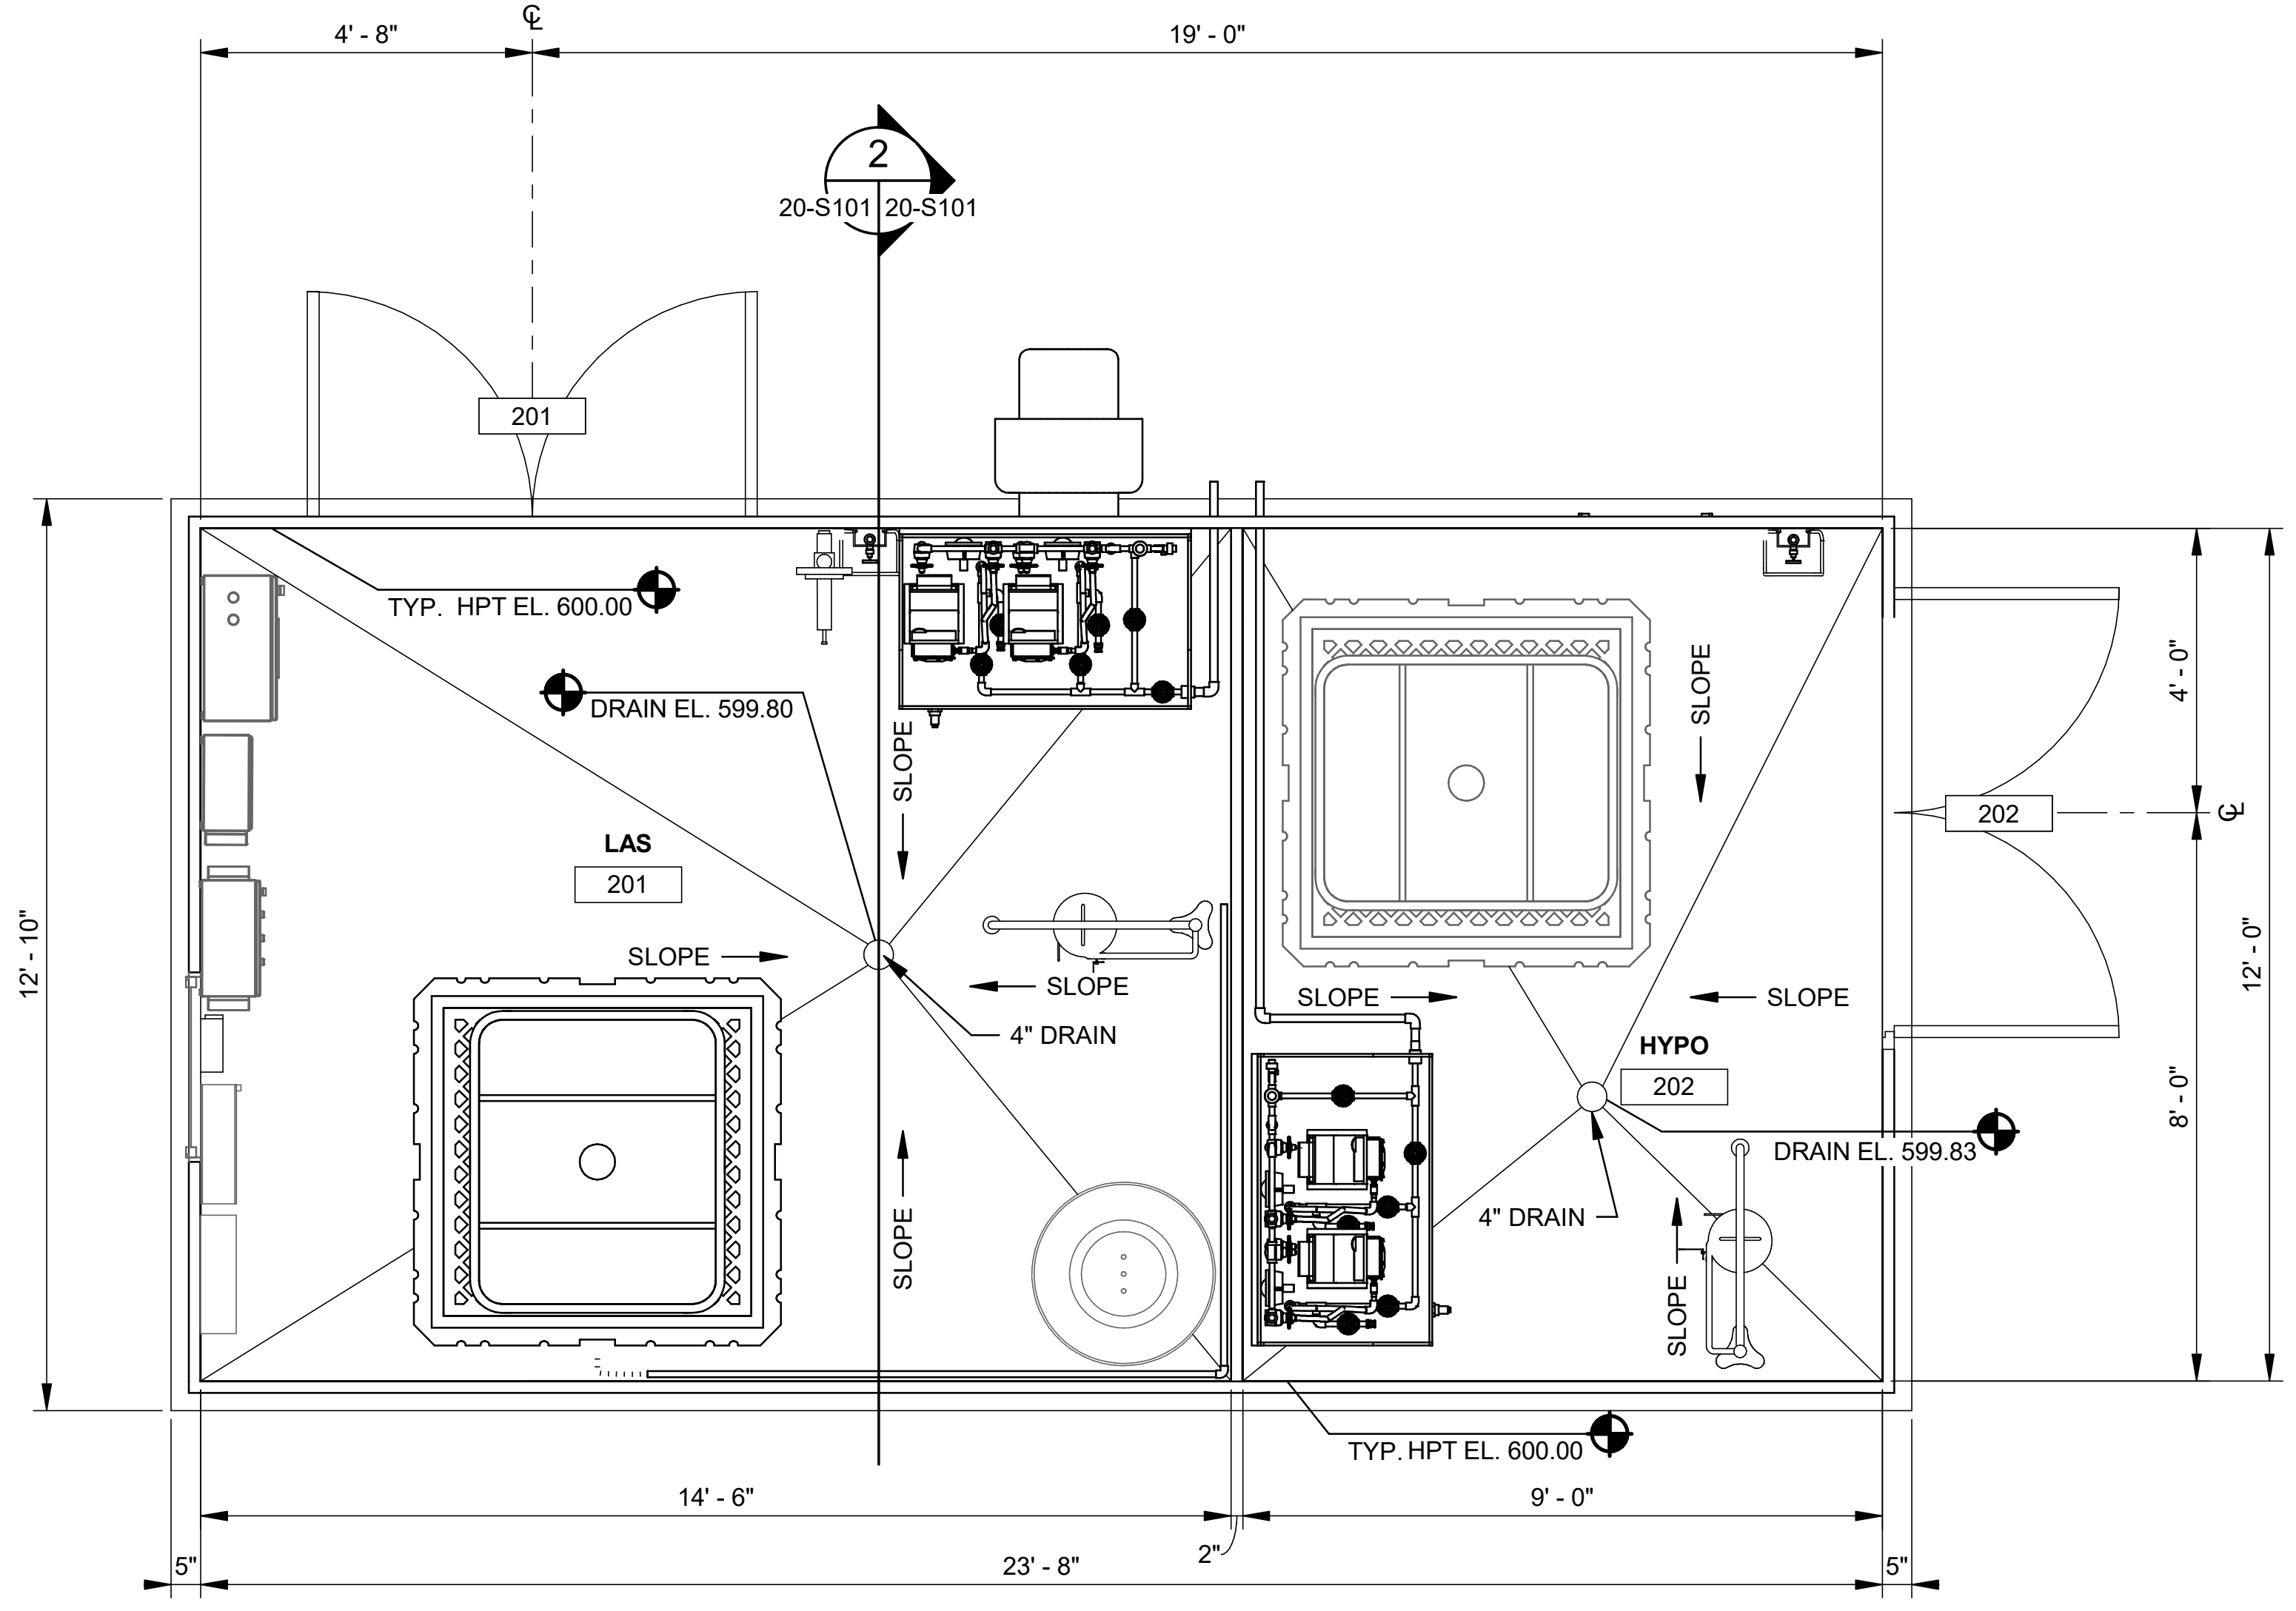 ℄
4' - 8"
19' - 0"
2
20-S101 20-S101
201
TYP. HPT EL. 600.00
DRAIN EL. 599.80
SLOPE
SLOPE
4' - 0"
202
℄
LAS
201
12' - 10"
12' - 0"
SLOPE
SLOPE
SLOPE
SLOPE
4" DRAIN
HYPO
202
8' - 0"
DRAIN EL. 599.83
4" DRAIN
SLOPE
SLOPE
TYP. HPT EL. 600.00
14' - 6"
9' - 0"
2"
5"
23' - 8"
5"